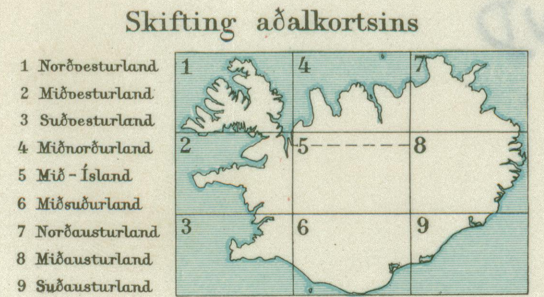 Skifting aðalkortsins
1 Norðvesturland
2 Miðvesturland
3 Suðvesturland
4 Miðnorðurland
5 Mið-Ísland
6 Miðsuðurland
7 Norðausturland
8 Miðausturland
9 Suðausturland
1 4 7
2 5 8
3 6 9